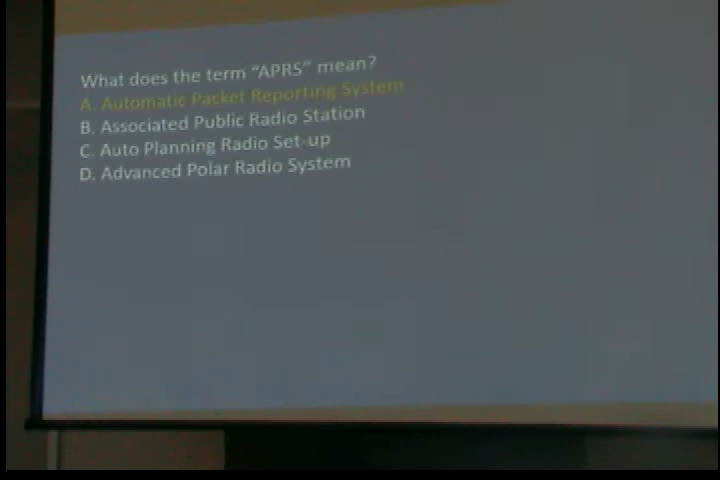 What does the term “APRS” mean?
A. Automatic Packet Reporting System
B. Associated Public Radio Station
C. Auto Planning Radio Set-up
D. Advanced Polar Radio System